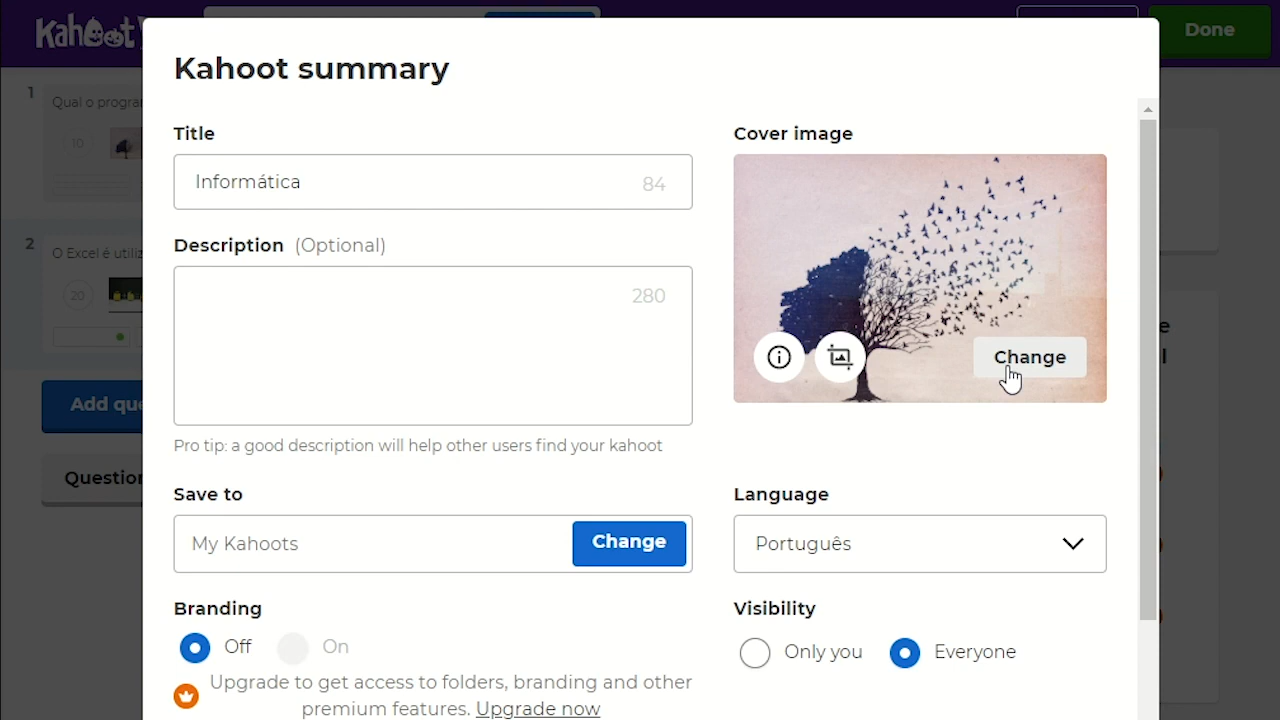 Kahoot!
Done
1
Qual o progra
10
2
O Excel é utiliz
20
Add que
Question
Kahoot summary
Title
Informática
84
Description (Optional)
280
Pro tip: a good description will help other users find your kahoot
Save to
My Kahoots
Change
Branding
Off
On
Upgrade to get access to folders, branding and other
premium features. Upgrade now
Cover image
Change
Language
Português
Visibility
Only you
Everyone